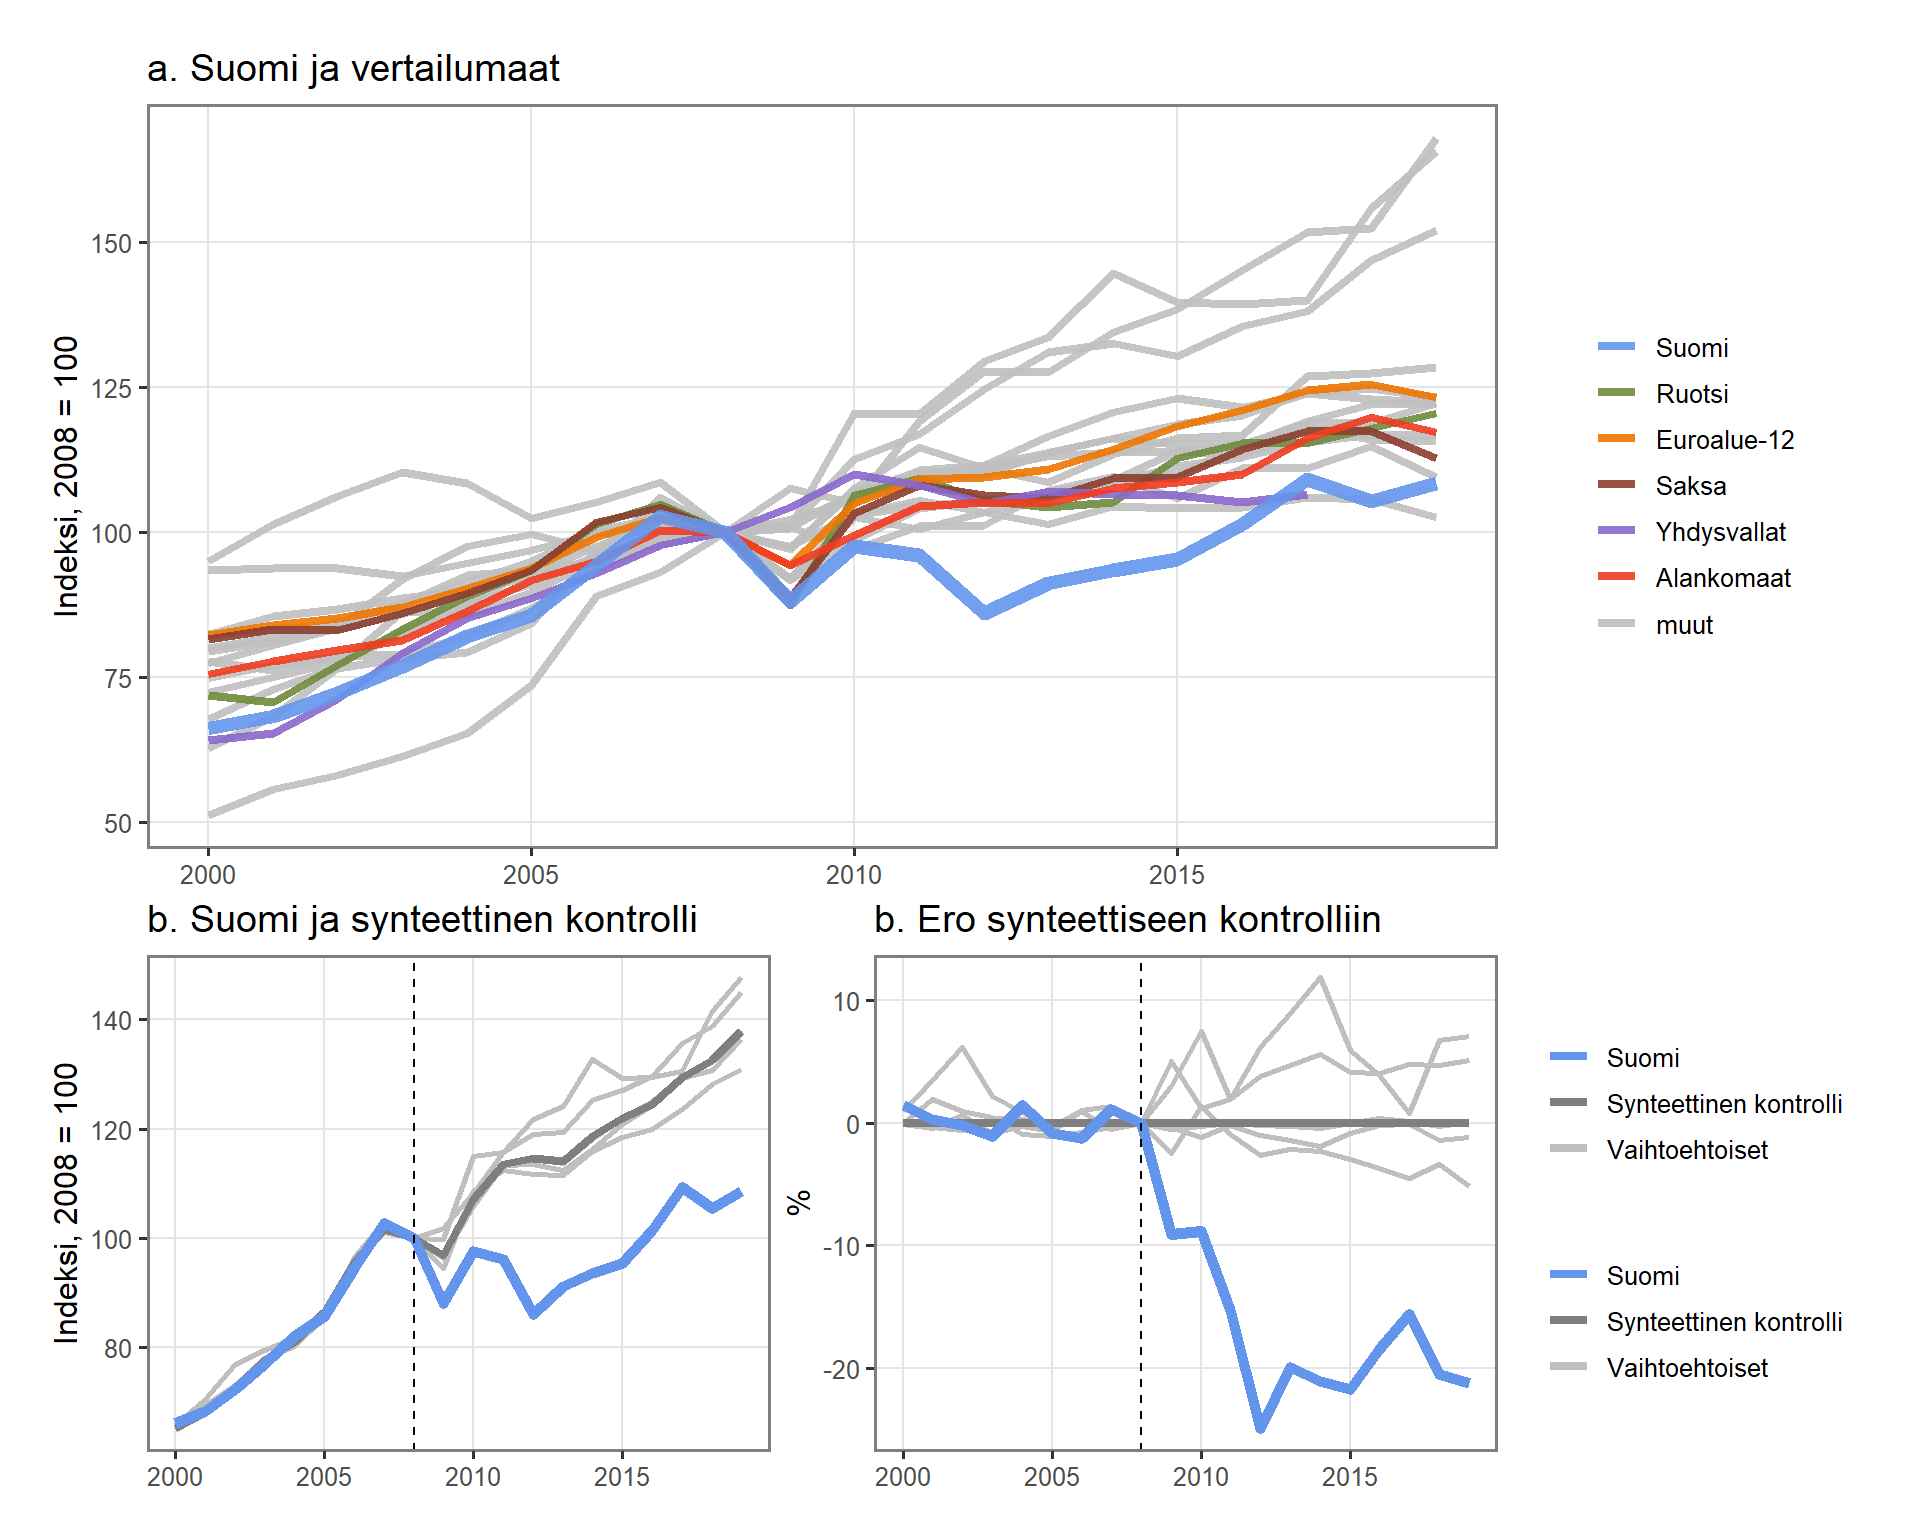 a. Suomi ja vertailumaat
Indeksi, 2008 = 100
150
125
100
75
50
2000 2005 2010 2015
Suomi
Ruotsi
Euroalue-12
Saksa
Yhdysvallat
Alankomaat
muut
b. Suomi ja synteettinen kontrolli
Indeksi, 2008 = 100
140
120
100
80
2000 2005 2010 2015
b. Ero synteettiseen kontrolliin
%
10
0
-10
-20
2000 2005 2010 2015
Suomi
Synteettinen kontrolli
Vaihtoehtoiset
Suomi
Synteettinen kontrolli
Vaihtoehtoiset